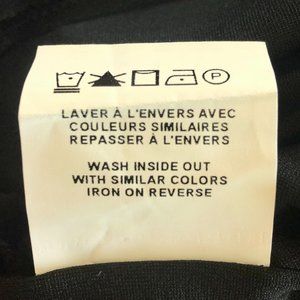 P
LAVER À L'ENVERS AVEC
COULEURS SIMILAIRES
REPASSER À L'ENVERS
WASH INSIDE OUT
WITH SIMILAR COLORS
IRON ON REVERSE